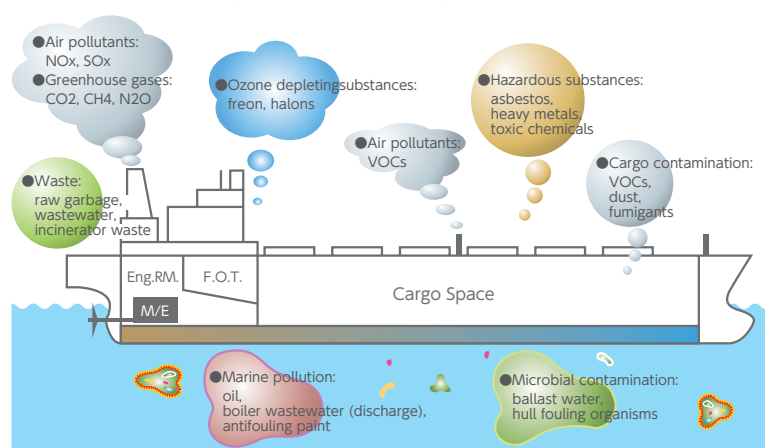 ●Air pollutants:
NOx, SOx
●Greenhouse gases:
CO2, CH4, N2O
●Ozone depletingsubstances:
freon, halons
●Hazardous substances:
asbestos,
heavy metals,
toxic chemicals
●Air pollutants:
VOCs
●Cargo contamination:
VOCs,
dust,
fumigants
●Waste:
raw garbage,
wastewater,
incinerator waste
Eng.RM.
F.O.T.
M/E
Cargo Space
●Marine pollution:
oil,
boiler wastewater (discharge),
antifouling paint
●Microbial contamination:
ballast water,
hull fouling organisms